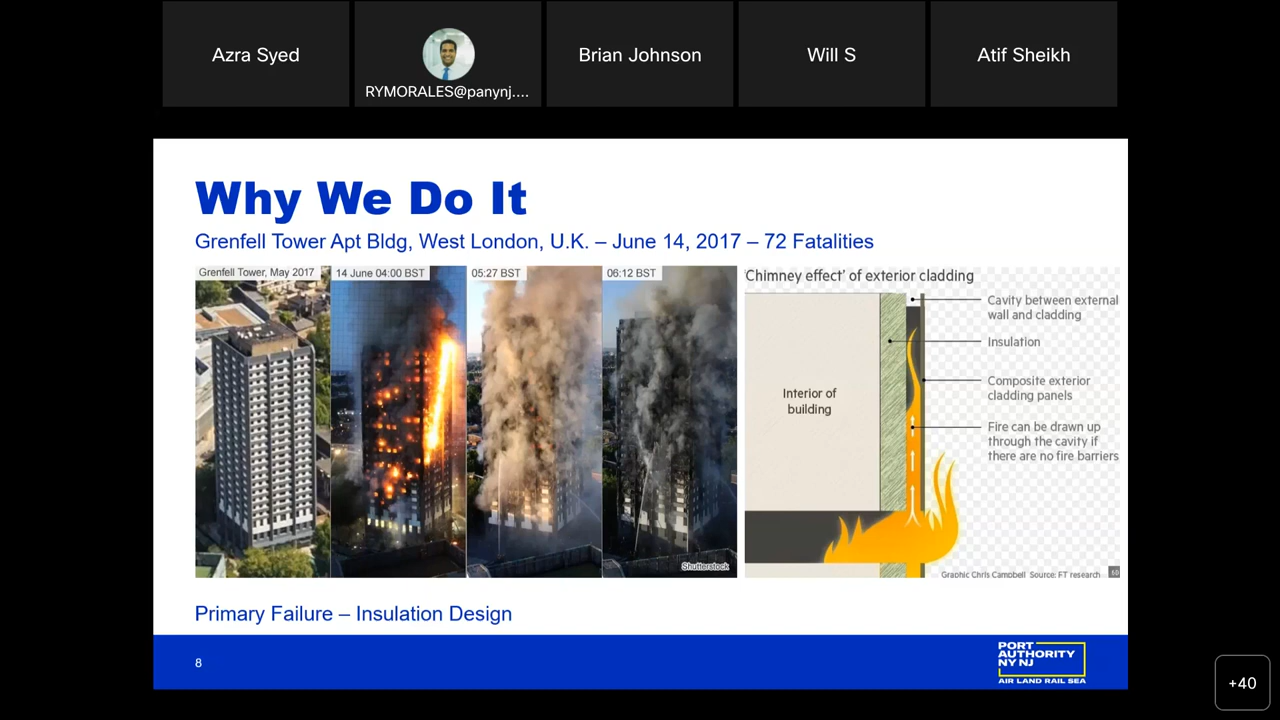 Azra Syed
RYMORALES@panynj....
Brian Johnson
Will S
Atif Sheikh
Why We Do It
Grenfell Tower Apt Bldg, West London, U.K. – June 14, 2017 – 72 Fatalities
Grenfell Tower, May 2017
14 June 04:00 BST
05:27 BST
06:12 BST
Shutterstock
'Chimney effect' of exterior cladding
Cavity between external
wall and cladding
Insulation
Composite exterior
cladding panels
Interior of
building
Fire can be drawn up
through the cavity if
there are no fire barriers
Graphic Chris Campbell Source: FT research
Primary Failure – Insulation Design
8
PORT
AUTHORITY
NY NJ
AIR LAND RAIL SEA
+40